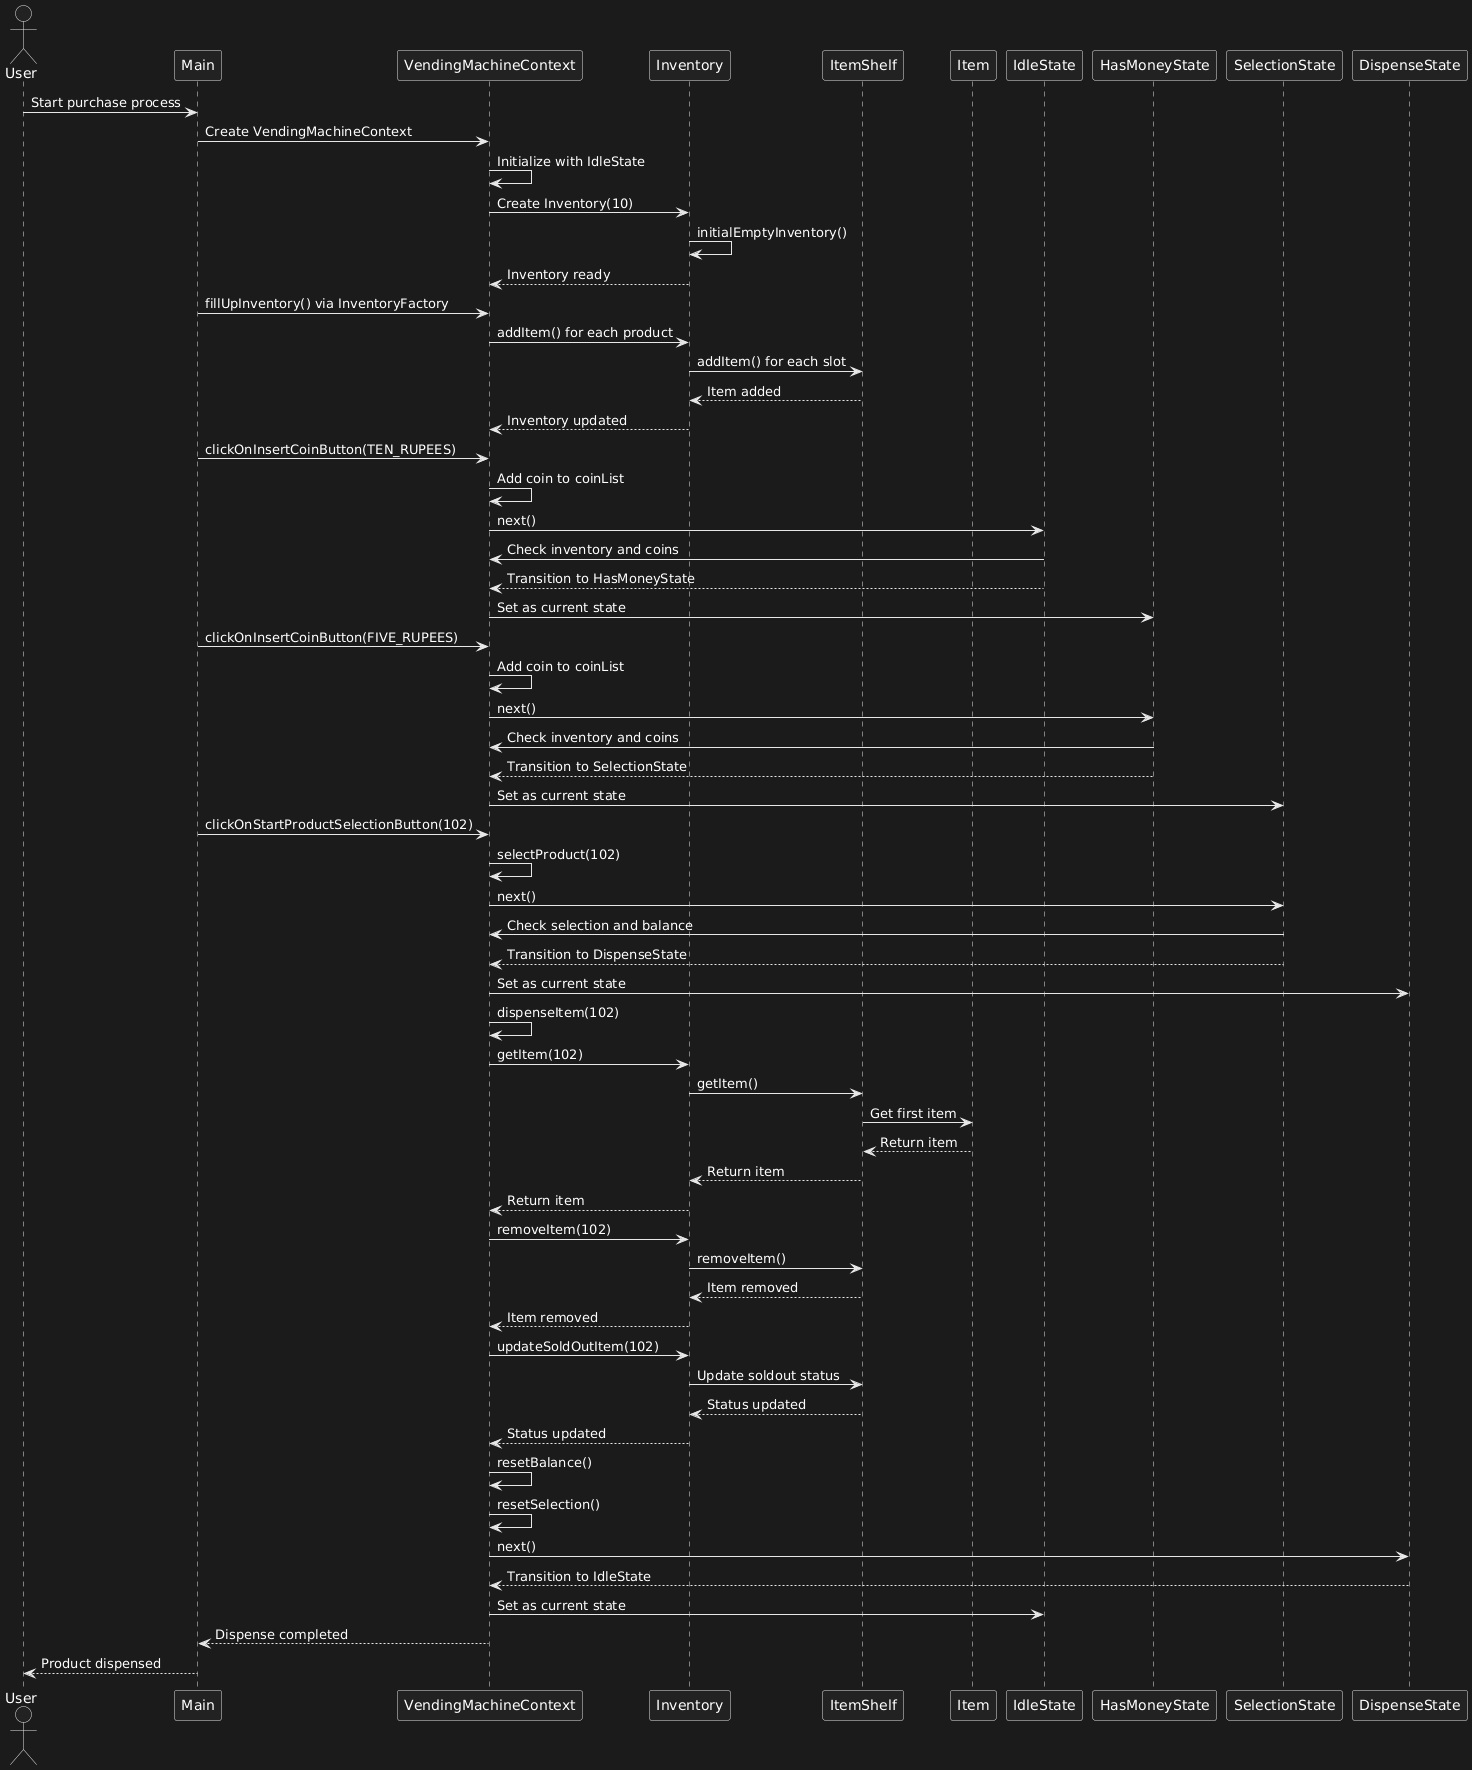 User
Main
VendingMachineContext
Inventory
ItemShelf
Item
IdleState
HasMoneyState
SelectionState
DispenseState
Start purchase process
Create VendingMachineContext
Initialize with IdleState
Create Inventory(10)
initialEmptyInventory()
Inventory ready
fillUpInventory() via InventoryFactory
addItem() for each product
addItem() for each slot
Item added
Inventory updated
clickOnInsertCoinButton(TEN_RUPEES)
Add coin to coinList
next()
Check inventory and coins
Transition to HasMoneyState
Set as current state
clickOnInsertCoinButton(FIVE_RUPEES)
Add coin to coinList
next()
Check inventory and coins
Transition to SelectionState
Set as current state
clickOnStartProductSelectionButton(102)
selectProduct(102)
next()
Check selection and balance
Transition to DispenseState
Set as current state
dispenseItem(102)
getItem(102)
getItem()
Get first item
Return item
Return item
Return item
removeItem(102)
removeItem()
Item removed
Item removed
updateSoldOutItem(102)
Update soldout status
Status updated
Status updated
resetBalance()
resetSelection()
next()
Transition to IdleState
Set as current state
Dispense completed
Product dispensed
User
Main
VendingMachineContext
Inventory
ItemShelf
Item
IdleState
HasMoneyState
SelectionState
DispenseState